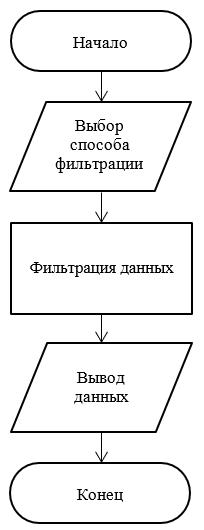 Начало
Выбор
способа
фильтрации
Фильтрация данных
Вывод
данных
Конец